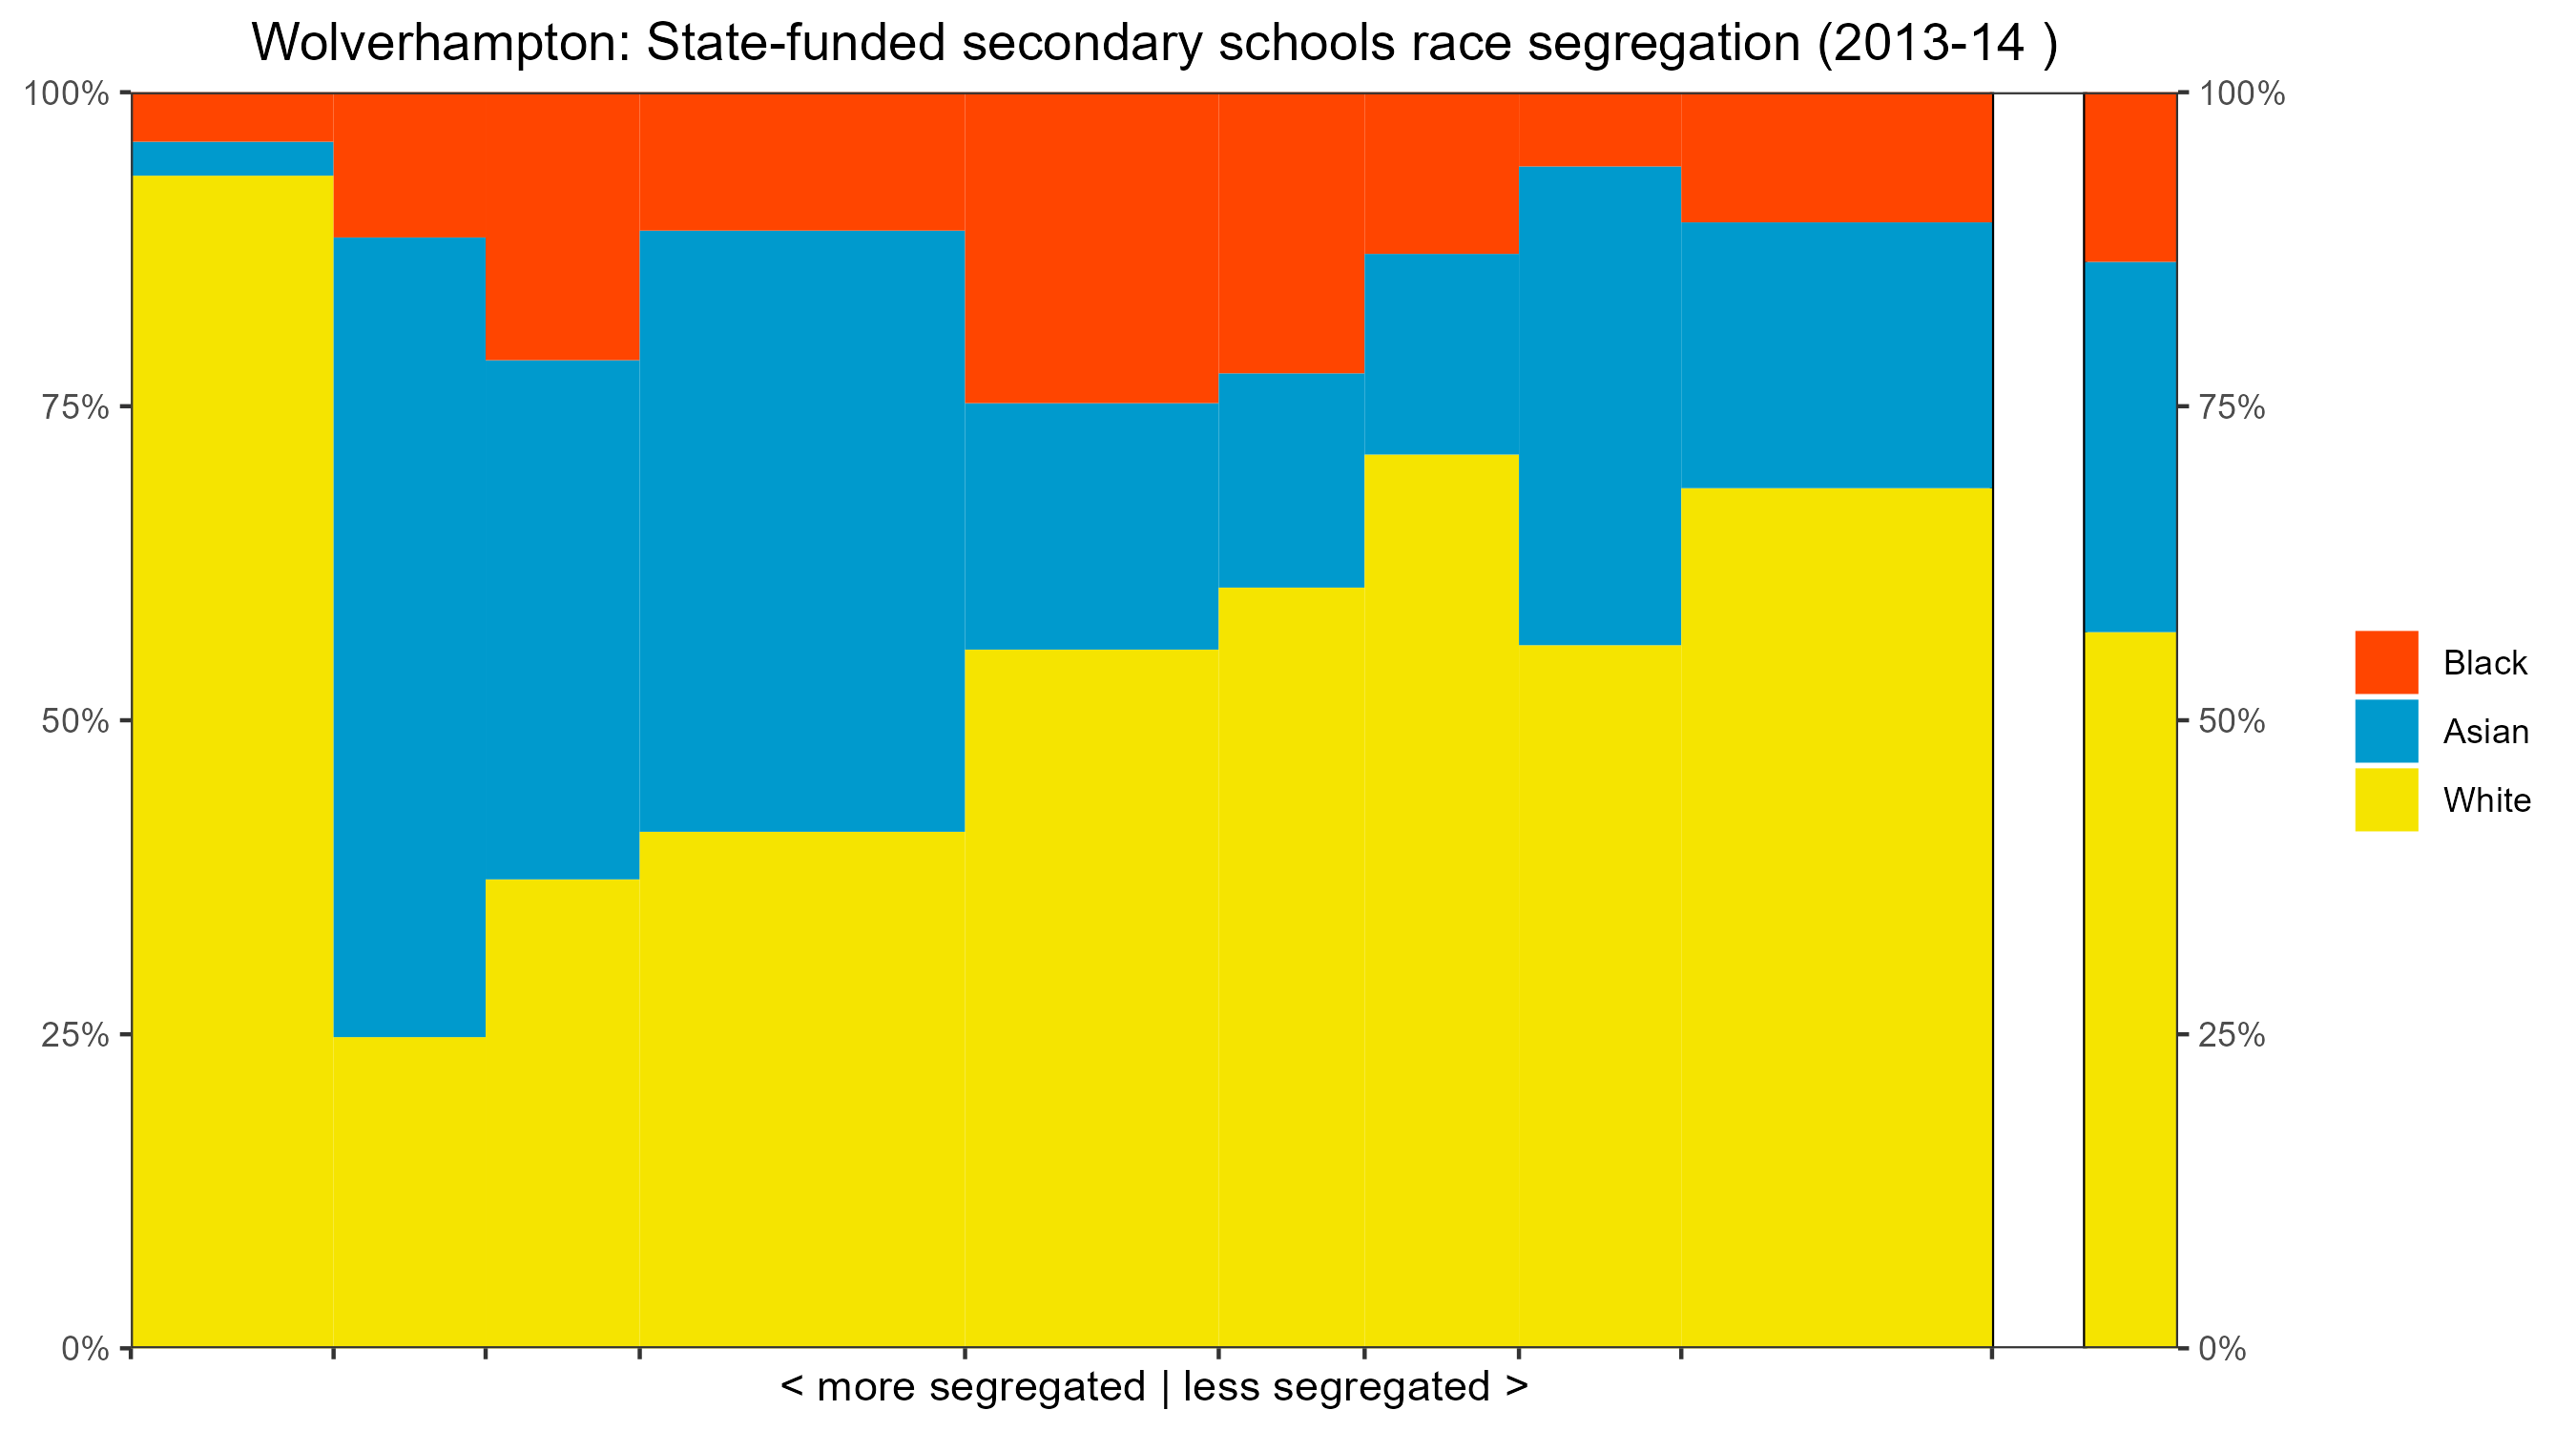 Wolverhampton: State-funded secondary schools race segregation (2013-14 )
100%
75%
50%
25%
0%
100%
75%
50%
25%
0%
Black
Asian
White
< more segregated | less segregated >